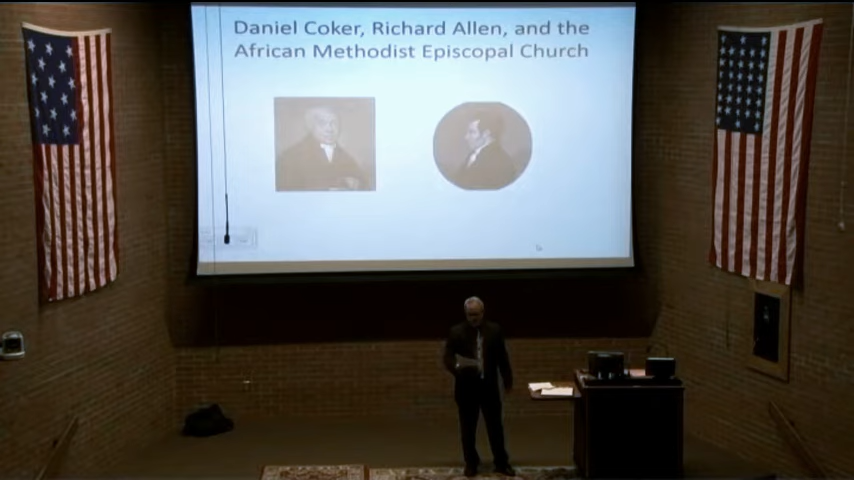 Daniel Coker, Richard Allen, and the
African Methodist Episcopal Church